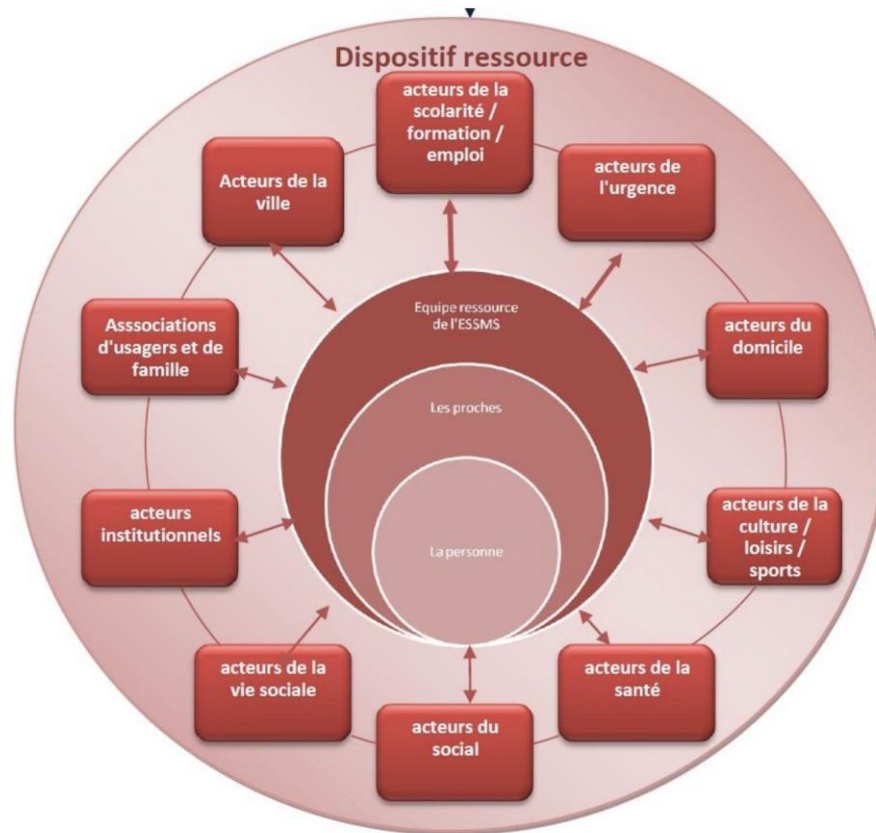 Dispositif ressource
acteurs de la
scolarité /
formation /
emploi
acteurs de
l'urgence
Acteurs de la
ville
Equipe ressource
de l'ESSMS
Asssociations
d'usagers et de
famille
acteurs du
domicile
Les proches
acteurs
institutionnels
acteurs de la
culture /
loisirs /
sports
La personne
acteurs de la
vie sociale
acteurs de la
santé
acteurs du
social